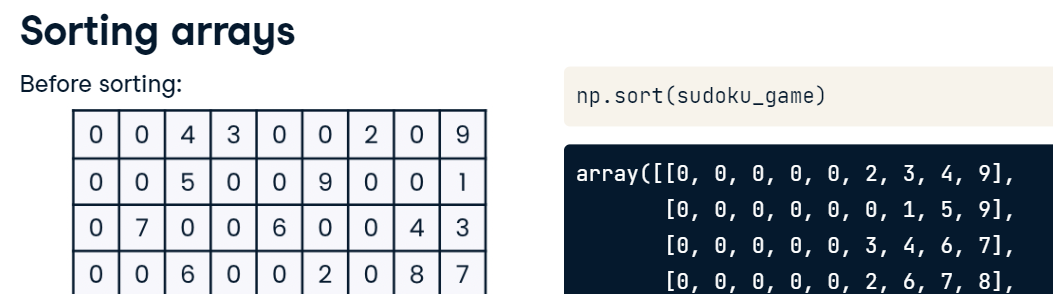 Sorting arrays
Before sorting:
0 0 4 3 0 0 2 0 9
0 0 5 0 0 9 0 0 1
0 7 0 0 6 0 0 4 3
0 0 6 0 0 2 0 8 7
np.sort(sudoku_game)
array([[0, 0, 0, 0, 0, 2, 3, 4, 9],
[0, 0, 0, 0, 0, 0, 1, 5, 9],
[0, 0, 0, 0, 0, 3, 4, 6, 7],
[0, 0, 0, 0, 0, 2, 6, 7, 8],